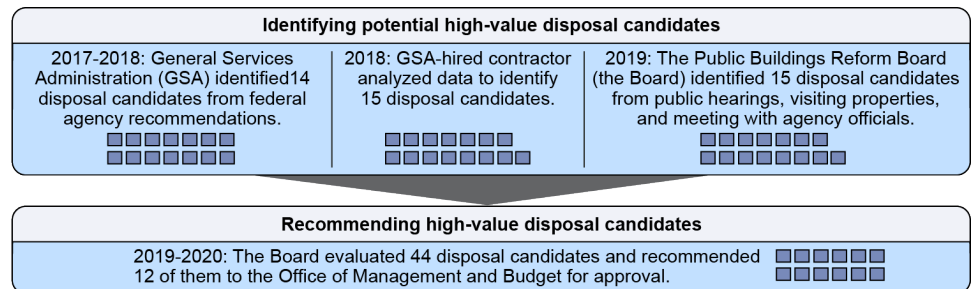 Identifying potential high-value disposal candidates
2017-2018: General Services
Administration (GSA) identified14
disposal candidates from federal
agency recommendations.
2018: GSA-hired contractor
analyzed data to identify
15 disposal candidates.
2019: The Public Buildings Reform Board
(the Board) identified 15 disposal candidates
from public hearings, visiting properties,
and meeting with agency officials.
Recommending high-value disposal candidates
2019-2020: The Board evaluated 44 disposal candidates and recommended
12 of them to the Office of Management and Budget for approval.